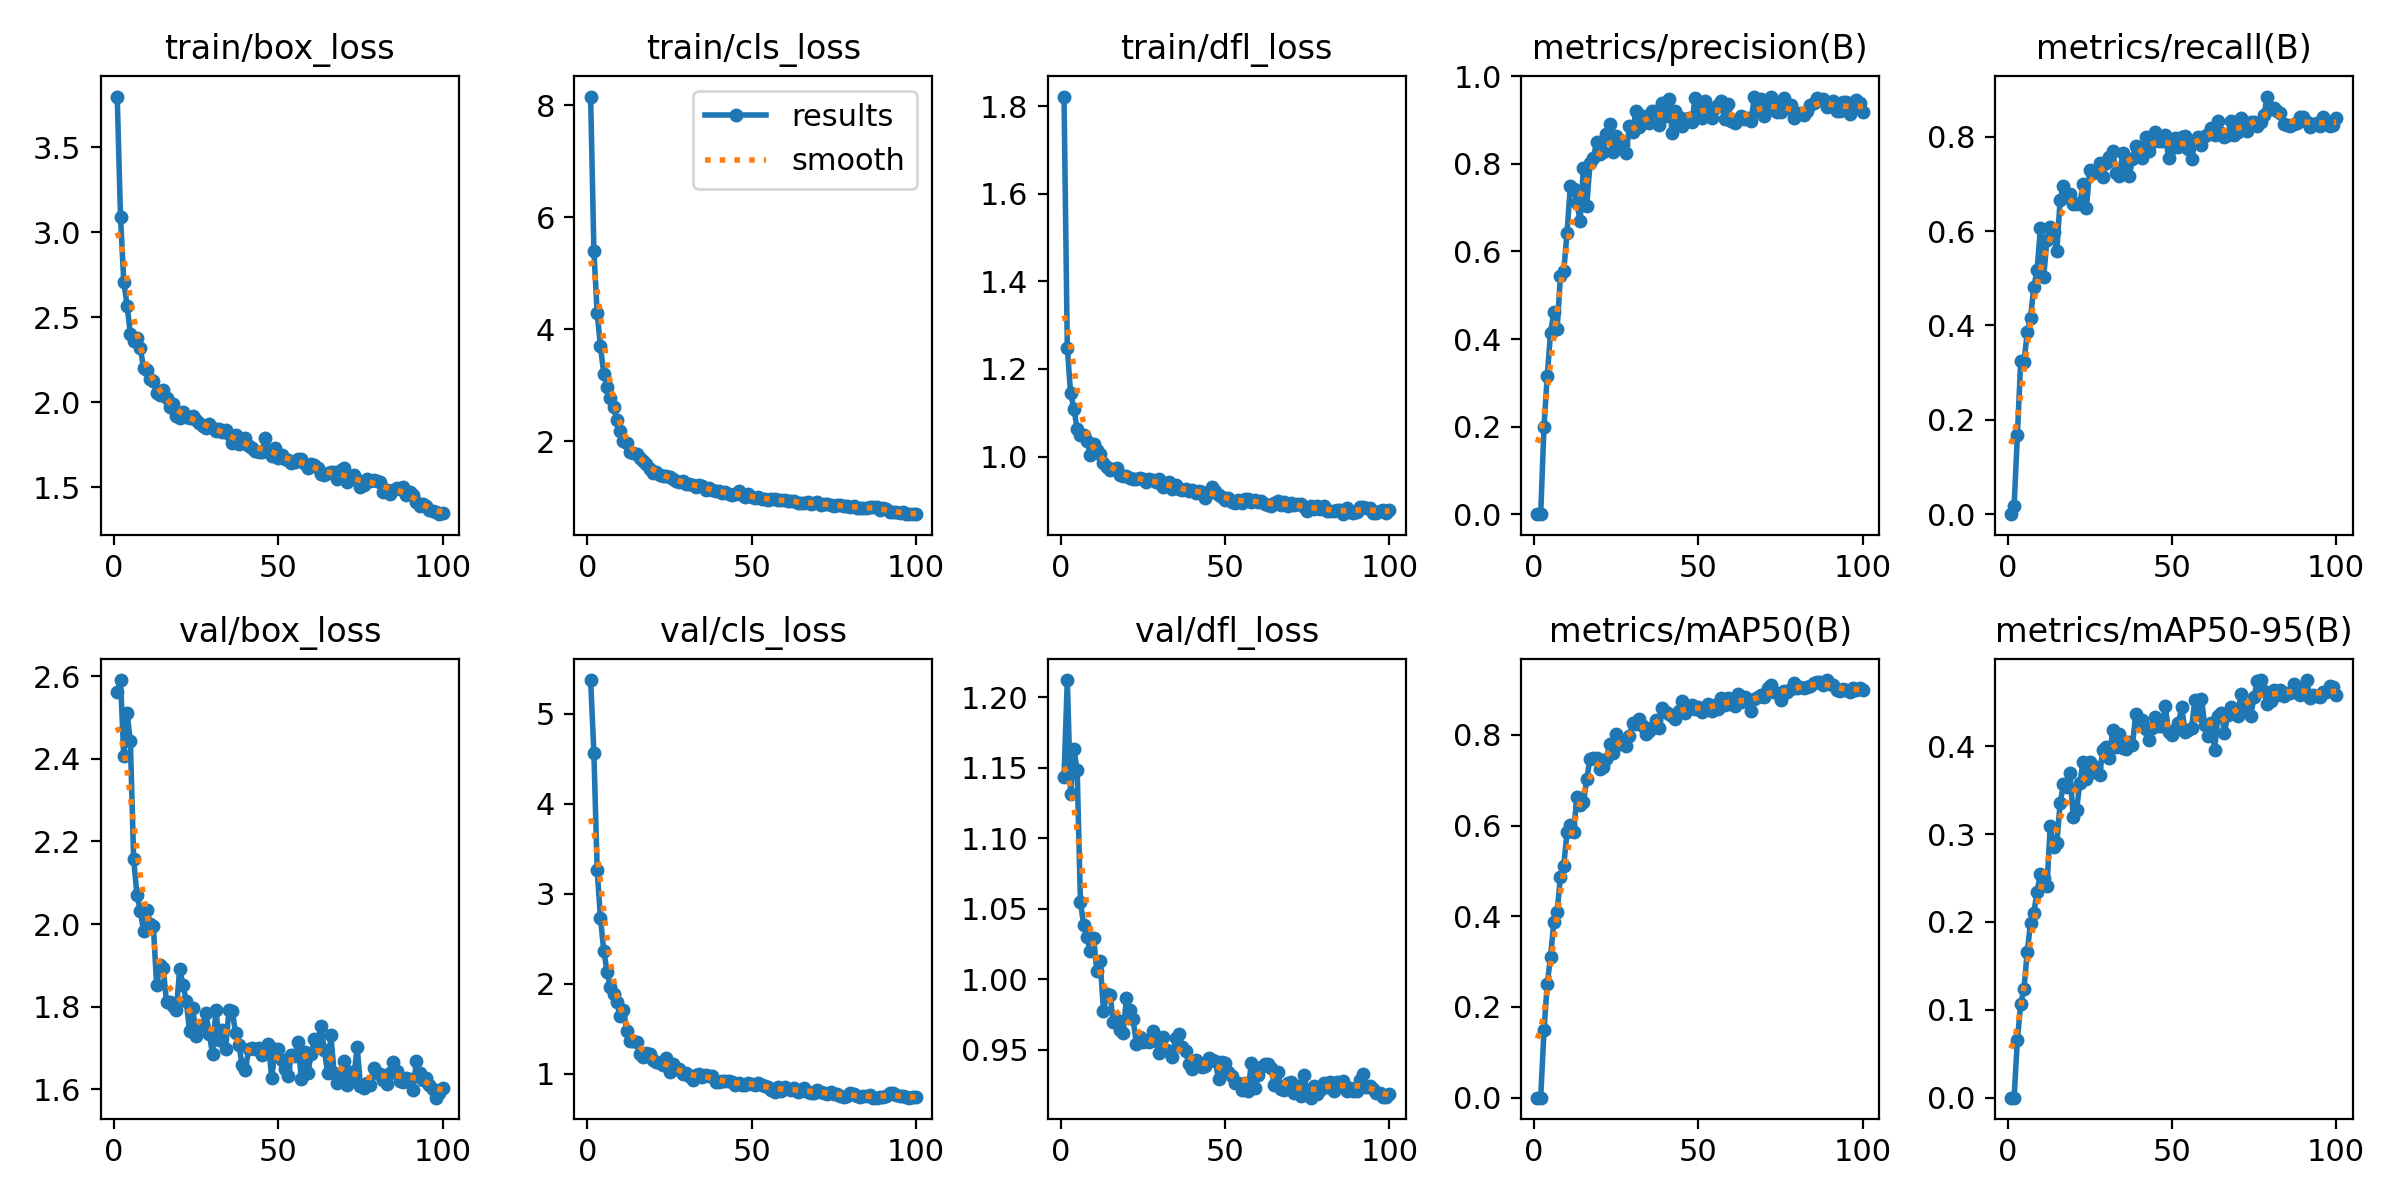 train/box_loss
3.5
3.0
2.5
2.0
1.5
0 50 100
train/cls_loss
results
smooth
8
6
4
2
0 50 100
train/dfl_loss
1.8
1.6
1.4
1.2
1.0
0 50 100
metrics/precision(B)
1.0
0.8
0.6
0.4
0.2
0.0
0 50 100
metrics/recall(B)
0.8
0.6
0.4
0.2
0.0
0 50 100
val/box_loss
2.6
2.4
2.2
2.0
1.8
1.6
0 50 100
val/cls_loss
5
4
3
2
1
0 50 100
val/dfl_loss
1.20
1.15
1.10
1.05
1.00
0.95
0 50 100
metrics/mAP50(B)
0.8
0.6
0.4
0.2
0.0
0 50 100
metrics/mAP50-95(B)
0.4
0.3
0.2
0.1
0.0
0 50 100